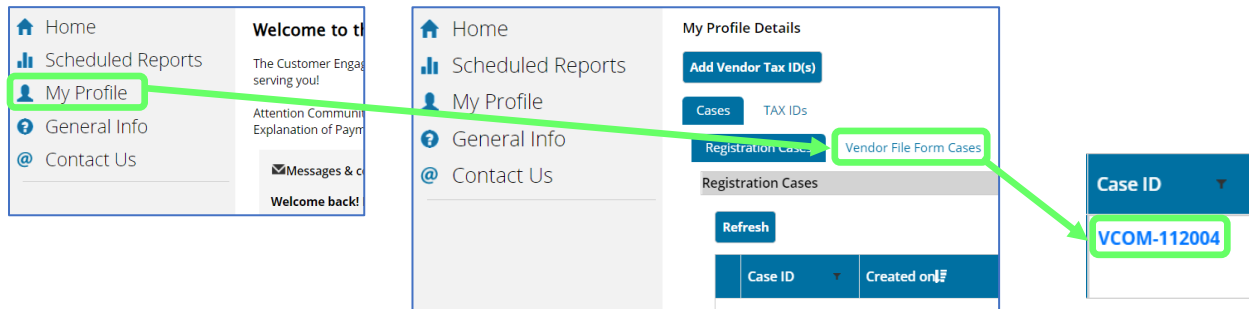 Home
Scheduled Reports
My Profile
General Info
@ Contact Us
Welcome to
The Customer Engag
serving you!
Attention Communi
Explanation of Paym
Messages & c
Welcome back!
Home
Scheduled Reports
My Profile
General Info
@ Contact Us
My Profile Details
Add Vendor Tax ID(s)
Cases TAX IDs
Registration Cases Vendor File Form Cases
Registration Cases
Refresh
Case ID Created on
Case ID
VCOM-112004